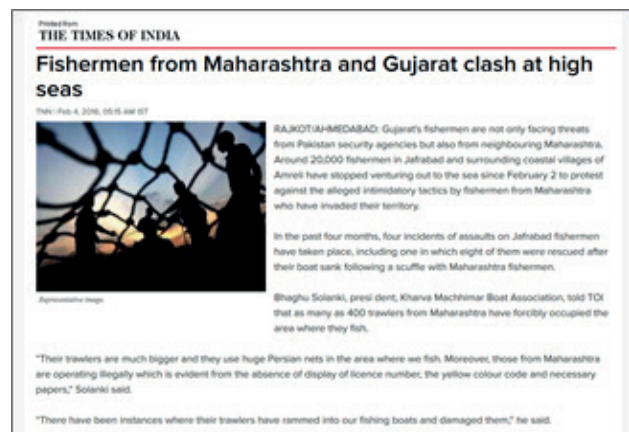 Printed from
THE TIMES OF INDIA
Fishermen from Maharashtra and Gujarat clash at high
seas
TNN | Feb 4, 2016, 05:15 AM IST
RAJKOT/AHMEDABAD: Gujarat's fishermen are not only facing threats
from Pakistan security agencies but also from neighbouring Maharashtra.
Around 20,000 fishermen in Jafrabad and surrounding coastal villages of
Amreli have stopped venturing out to the sea since February 2 to protest
against the alleged intimidatory tactics by fishermen from Maharashtra
who have invaded their territory.
In the past four months, four incidents of assaults on Jafrabad fishermen
have taken place, including one in which eight of them were rescued after
their boat sank following a scuffle with Maharashtra fishermen.
Representative image
Bhaghu Solanki, presi dent, Kharva Machhimar Boat Association, told TOI
that as many as 400 trawlers from Maharashtra have forcibly occupied the
area where they fish.
"Their trawlers are much bigger and they use huge Persian nets in the area where we fish. Moreover, those from Maharashtra
are operating illegally which is evident from the absence of display of licence number, the yellow colour code and necessary
papers," Solanki said.
"There have been instances where their trawlers have rammed into our fishing boats and damaged them," he said.